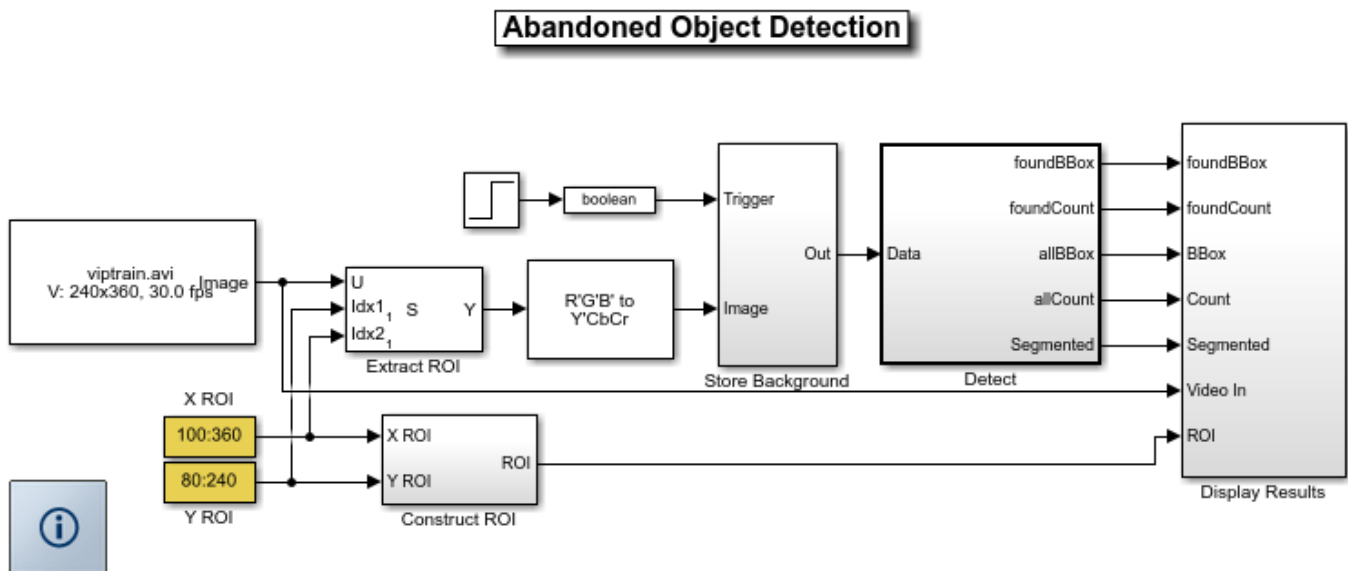 Abandoned Object Detection
viptrain.avi
V: 240x360, 30.0 fps
Image
boolean
U
Idx1 1
Idx2 1
S
Y
Extract ROI
R'G'B' to
Y'CbCr
Trigger
Image
Out
Store Background
Data
foundBBox
foundCount
allBBox
allCount
Segmented
Detect
foundBBox
foundCount
BBox
Count
Segmented
Video In
ROI
Display Results
X ROI
100:360
80:240
Y ROI
X ROI
Y ROI
ROI
Construct ROI
i